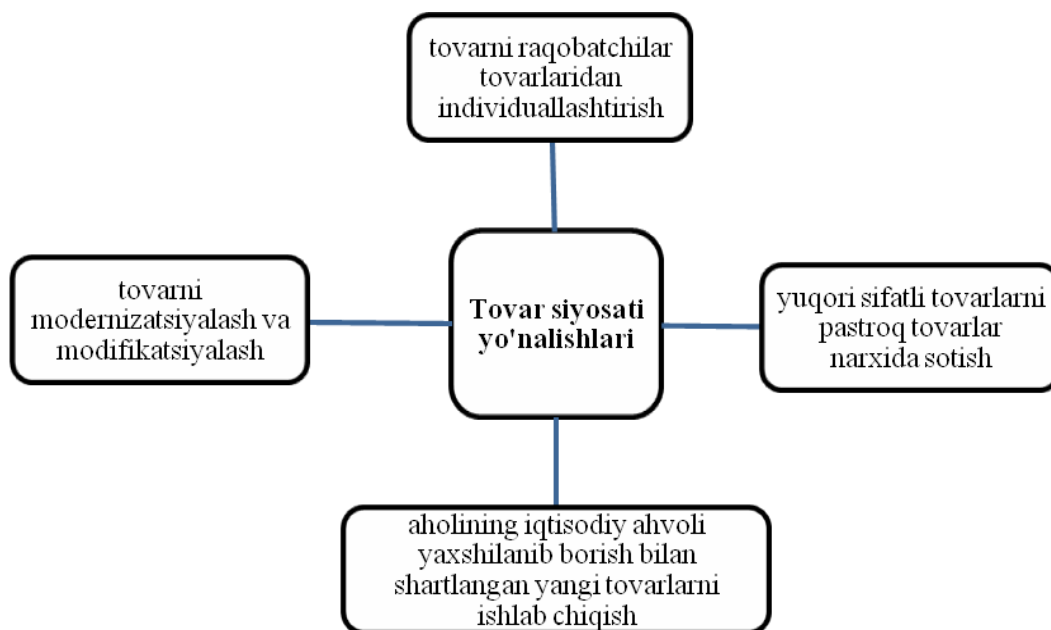 tovarni raqobatchilar
tovarlaridan
individuallashtirish
tovarni
modernizatsiyalash va
modifikatsiyalash
Tovar siyosati
yo'nalishlari
yuqori sifatli tovarlarni
pastroq tovarlar
narxida sotish
aholining iqtisodiy ahvoli
yaxshilanib borish bilan
shartlangan yangi tovarlarni
ishlab chiqish